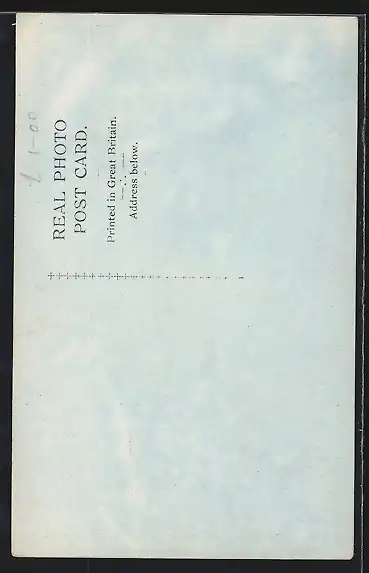 REAL PHOTO
POST CARD.
Printed in Great Britain.
Address below.